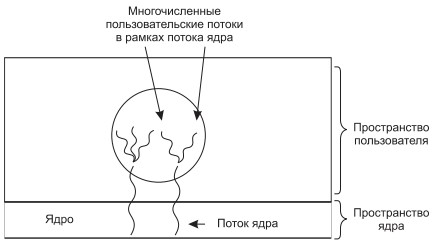 Многочисленные
пользовательские потоки
в рамках потока ядра
Пространство
пользователя
Ядро
Поток ядра
Пространство
ядра